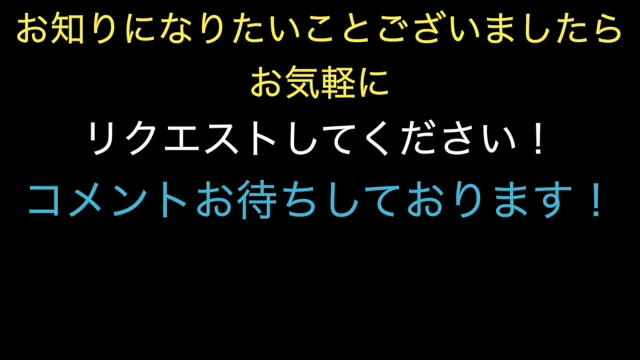 お知りになりたいことございましたら
お気軽に
リクエストしてください！
コメントお待ちしております！